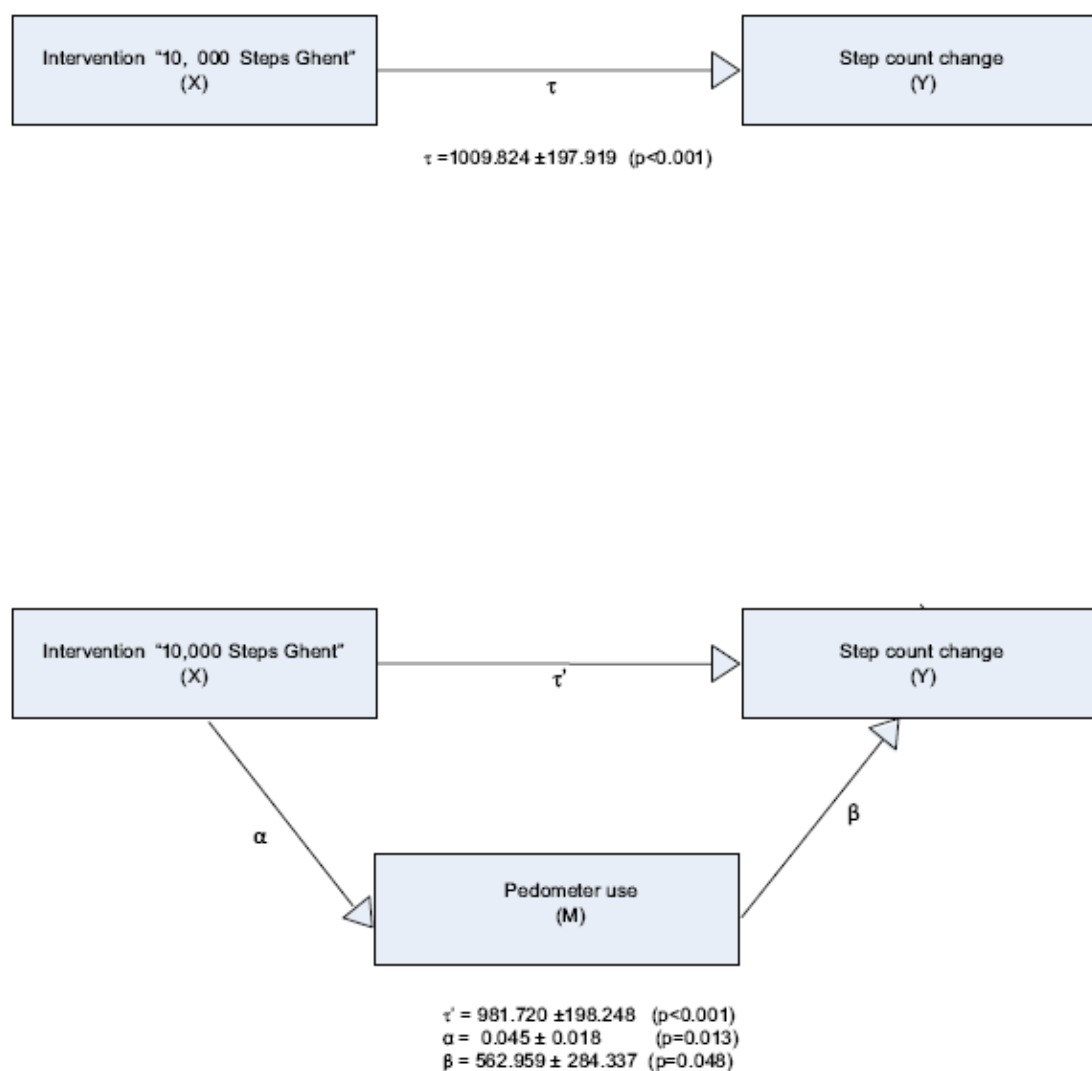 Intervention "10, 000 Steps Ghent"
(X)
Step count change
(Y)
τ
τ =1009.824 ±197.919 (p<0.001)
Intervention "10,000 Steps Ghent"
(X)
Step count change
(Y)
τ'
α
β
Pedometer use
(M)
τ' = 981.720 ±198.248 (p<0.001)
α = 0.045 ± 0.018 (p=0.013)
β = 562.959 ± 284.337 (p=0.048)